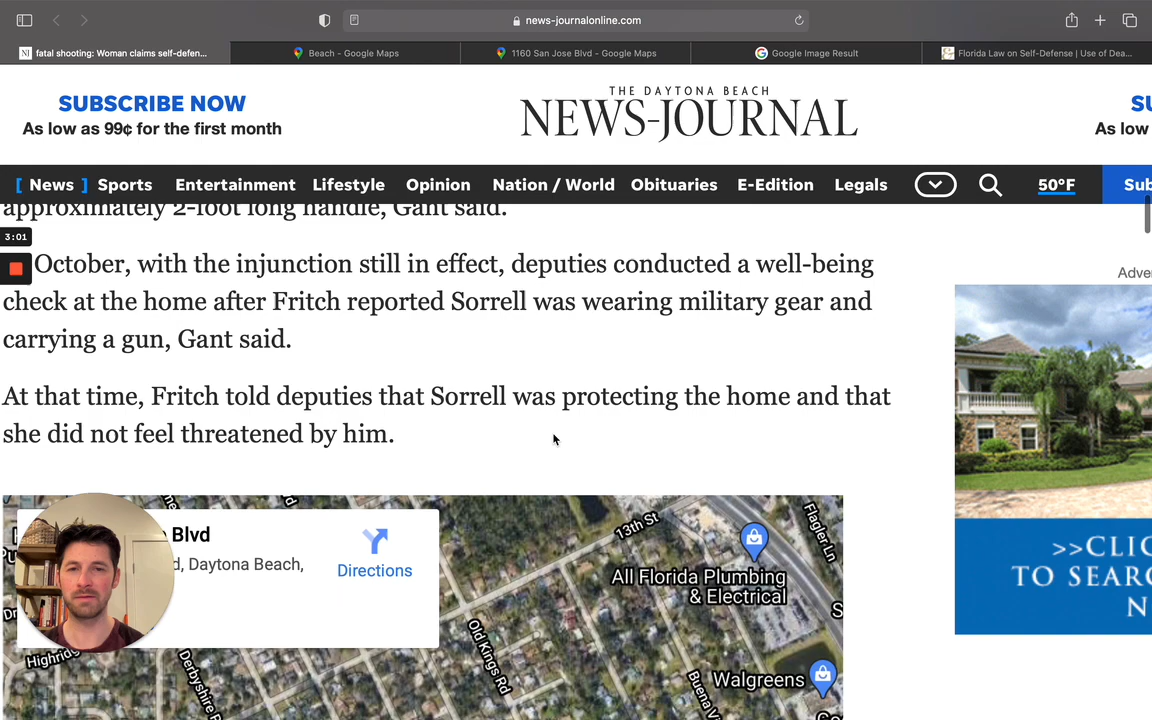 news-journalonline.com
fatal shooting: Woman claims self-defen...
Beach - Google Maps
1160 San Jose Blvd - Google Maps
Google Image Result
Florida Law on Self-Defense | Use of Dea...
SUBSCRIBE NOW
As low as 99¢ for the first month
THE DAYTONA BEACH
NEWS-JOURNAL
SU
As low
[ News ] Sports Entertainment Lifestyle Opinion Nation / World Obituaries E-Edition Legals 50°F Sub
approximately 2-foot long handle, Gant said.
3:01
October, with the injunction still in effect, deputies conducted a well-being
check at the home after Fritch reported Sorrell was wearing military gear and
carrying a gun, Gant said.
At that time, Fritch told deputies that Sorrell was protecting the home and that
she did not feel threatened by him.
Adve
>>CLIC
TO SEARC
N
Blvd
d, Daytona Beach,
Directions
13th St
Flagler Ln
All Florida Plumbing
& Electrical
Old Kings Rd
Highridg
Derbyshire R
Buena V
Walgreens